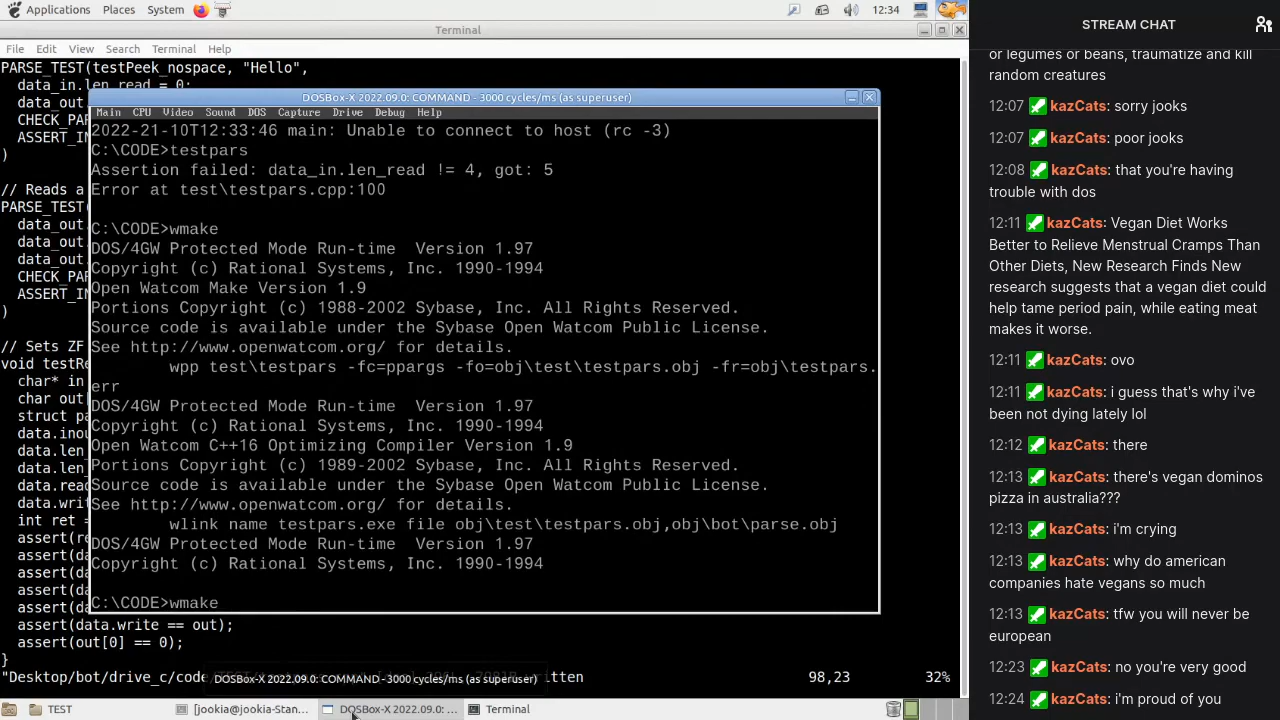 Applications Places System 12:34
Terminal
File Edit View Search Terminal Help
PARSE_TEST(testPeek_nospace, "Hello",
data_in.len_read = 0;
data_out
CHECK_PA
ASSERT_I
)
// Reads a
PARSE_TEST(
data_out
data_out
data_out
CHECK_PA
ASSERT_I
)
// Sets ZF
void testRe
char* in
char out
struct pa
data.inou
data.len
data.len
data.read
data.writ
int ret =
assert(re
assert(da
assert(da
assert(da
assert(da
assert(data.write == out);
assert(out[0] == 0);
}
"Desktop/bot/drive_c/code itten 98,23 32%
DOSBox-X 2022.09.0: COMMAND - 3000 cycles/ms (as superuser)
Main CPU Video Sound DOS Capture Drive Debug Help
2022-21-10T12:33:46 main: Unable to connect to host (rc -3)
C:\CODE>testpars
Assertion failed: data_in.len_read != 4, got: 5
Error at test\testpars.cpp:100
C:\CODE>wmake
DOS/4GW Protected Mode Run-time Version 1.97
Copyright (c) Rational Systems, Inc. 1990-1994
Open Watcom Make Version 1.9
Portions Copyright (c) 1988-2002 Sybase, Inc. All Rights Reserved.
Source code is available under the Sybase Open Watcom Public License.
See http://www.openwatcom.org/ for details.
wpp test\testpars -fc=ppargs -fo=obj\test\testpars.obj -fr=obj\testpars.
err
DOS/4GW Protected Mode Run-time Version 1.97
Copyright (c) Rational Systems, Inc. 1990-1994
Open Watcom C++16 Optimizing Compiler Version 1.9
Portions Copyright (c) 1989-2002 Sybase, Inc. All Rights Reserved.
Source code is available under the Sybase Open Watcom Public License.
See http://www.openwatcom.org/ for details.
wlink name testpars.exe file obj\test\testpars.obj,obj\bot\parse.obj
DOS/4GW Protected Mode Run-time Version 1.97
Copyright (c) Rational Systems, Inc. 1990-1994
C:\CODE>wmake
DOSBox-X 2022.09.0: COMMAND - 3000 cycles/ms (as superuser)
TEST [jookia@jookia-Stan... DOSBox-X 2022.09.0: ... Terminal
STREAM CHAT
or legumes or beans, traumatize and kill
random creatures
12:07 kazCats: sorry jooks
12:07 kazCats: poor jooks
12:08 kazCats: that you're having
trouble with dos
12:11 kazCats: Vegan Diet Works
Better to Relieve Menstrual Cramps Than
Other Diets, New Research Finds New
research suggests that a vegan diet could
help tame period pain, while eating meat
makes it worse.
12:11 kazCats: ovo
12:11 kazCats: i guess that's why i've
been not dying lately lol
12:12 kazCats: there
12:13 kazCats: there's vegan dominos
pizza in australia???
12:13 kazCats: i'm crying
12:13 kazCats: why do american
companies hate vegans so much
12:13 kazCats: tfw you will never be
european
12:23 kazCats: no you're very good
12:24 kazCats: i'm proud of you